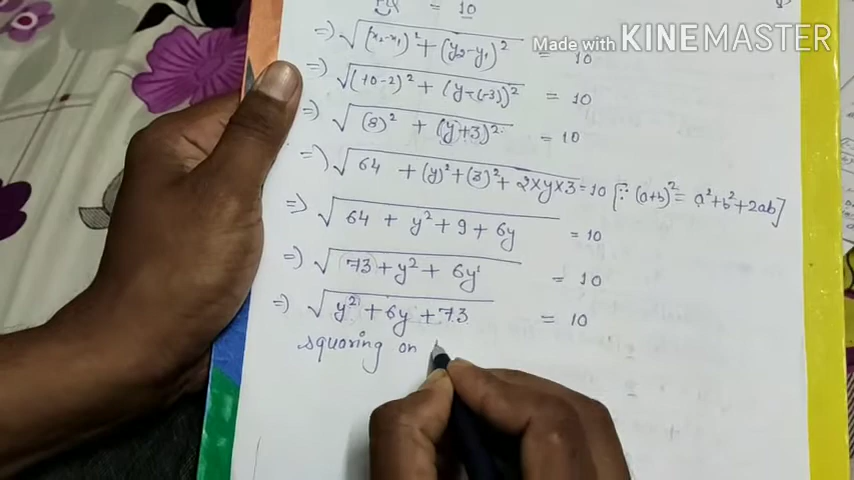 PQ = 10
Made with KINEMASTER
=> √(x₂-x₁)² + (y₂-y₁)² = 10
=> √(10-2)² + (y-(-3))² = 10
=> √(8)² + (y+3)² = 10
=> √64 + (y)² + (3)² + 2×y×3 = 10 [∵ (a+b)² = a²+b²+2ab]
=> √64 + y² + 9 + 6y = 10
=> √73 + y² + 6y = 10
=> √y² + 6y + 73 = 10
squaring on